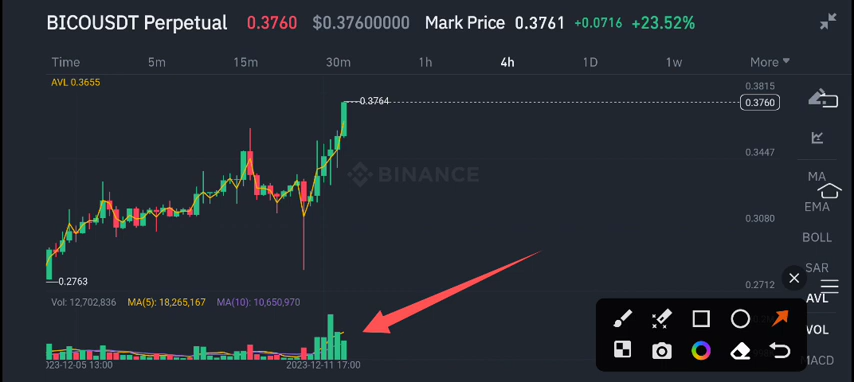 BICOUSDT Perpetual 0.3760 $0.37600000 Mark Price 0.3761 +0.0716 +23.52%
Time 5m 15m 30m 1h 4h 1D 1w More
AVL 0.3655
0.3815
0.3764
0.3760
0.3447
BINANCE
MA
EMA
0.3080
BOLL
SAR
0.2763
0.2712
AVL
Vol: 12,702,836 MA(5): 18,265,167 MA(10): 10,650,970
VOL
MACD
023-12-05 13:00 2023-12-11 17:00